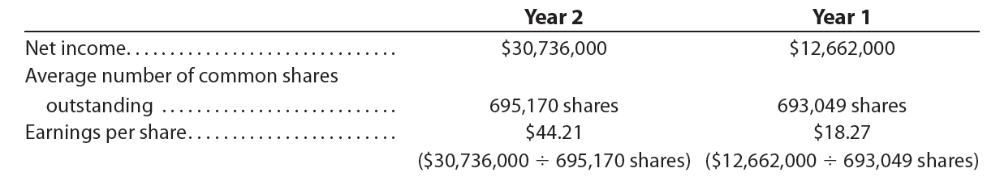 Year 2 Year 1
Net income. . . . . . . . . . . . . . . . . . . . . . . . . . . . . . . $30,736,000 $12,662,000
Average number of common shares
outstanding . . . . . . . . . . . . . . . . . . . . . . . . . . . 695,170 shares 693,049 shares
Earnings per share. . . . . . . . . . . . . . . . . . . . . . . . $44.21 $18.27
($30,736,000 ÷ 695,170 shares) ($12,662,000 ÷ 693,049 shares)